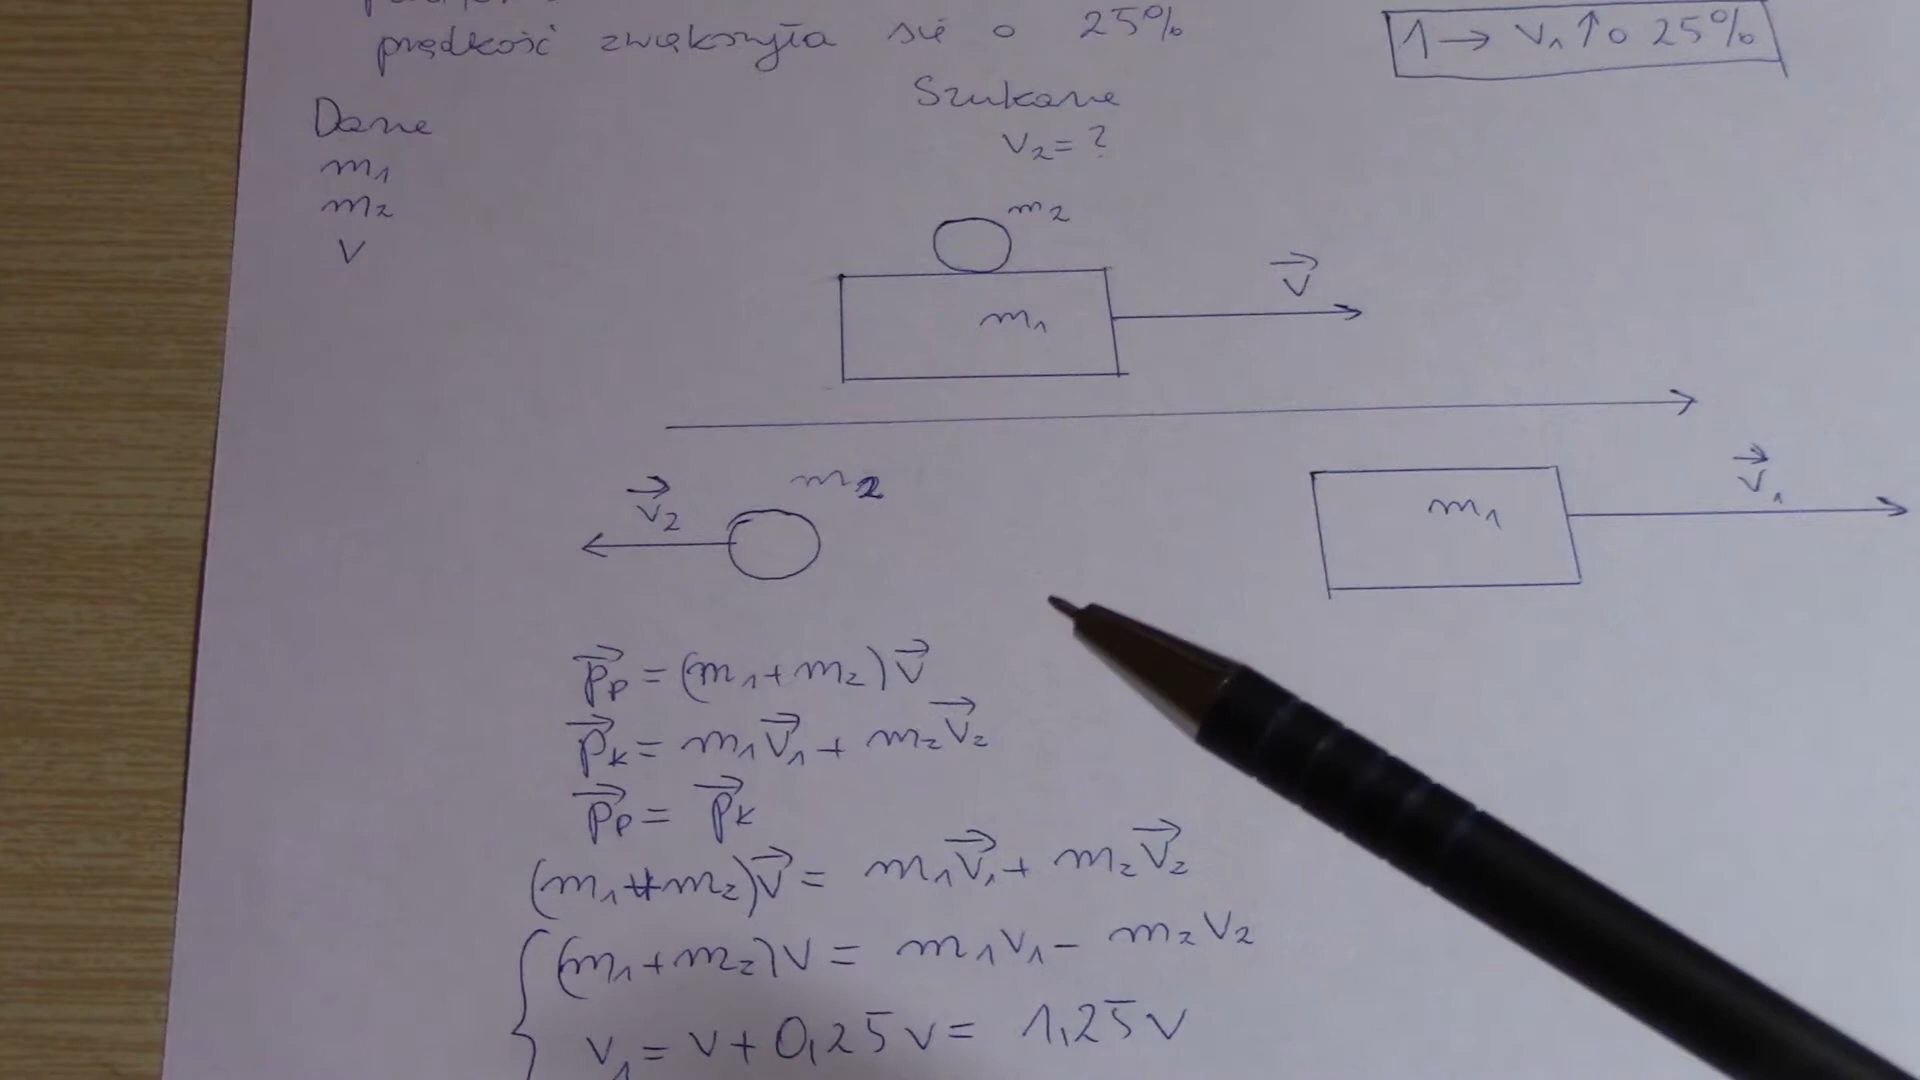 prędkość zwiększyła się o 25%
1 → v₁ ↑ o 25%
Dane
Szukane
m₁
v₂ = ?
m₂
v
m₂
m₁
v⃗
m₂
v⃗₂
m₁
v⃗₁
p⃗ₚ = (m₁ + m₂) v⃗
p⃗ₖ = m₁v⃗₁ + m₂v⃗₂
p⃗ₚ = p⃗ₖ
(m₁ + m₂)v⃗ = m₁v⃗₁ + m₂v⃗₂
(m₁ + m₂)v = m₁v₁ - m₂v₂
v₁ = v + 0,25v = 1,25v